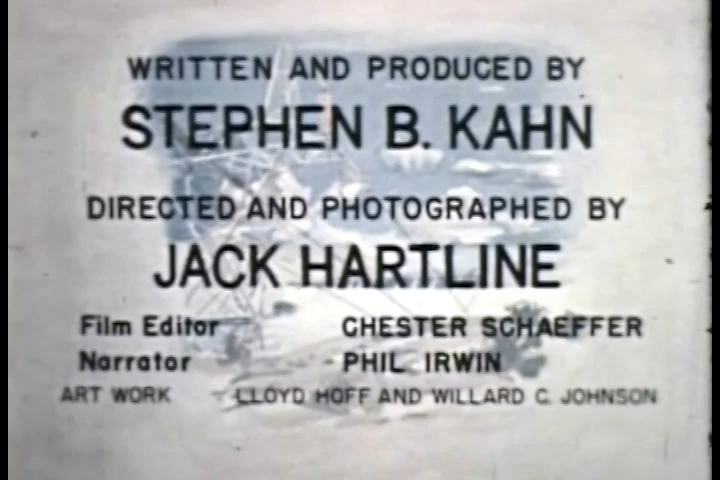 WRITTEN AND PRODUCED BY
STEPHEN B. KAHN
DIRECTED AND PHOTOGRAPHED BY
JACK HARTLINE
Film Editor CHESTER SCHAEFFER
Narrator PHIL IRWIN
ART WORK LLOYD HOFF AND WILLARD C. JOHNSON